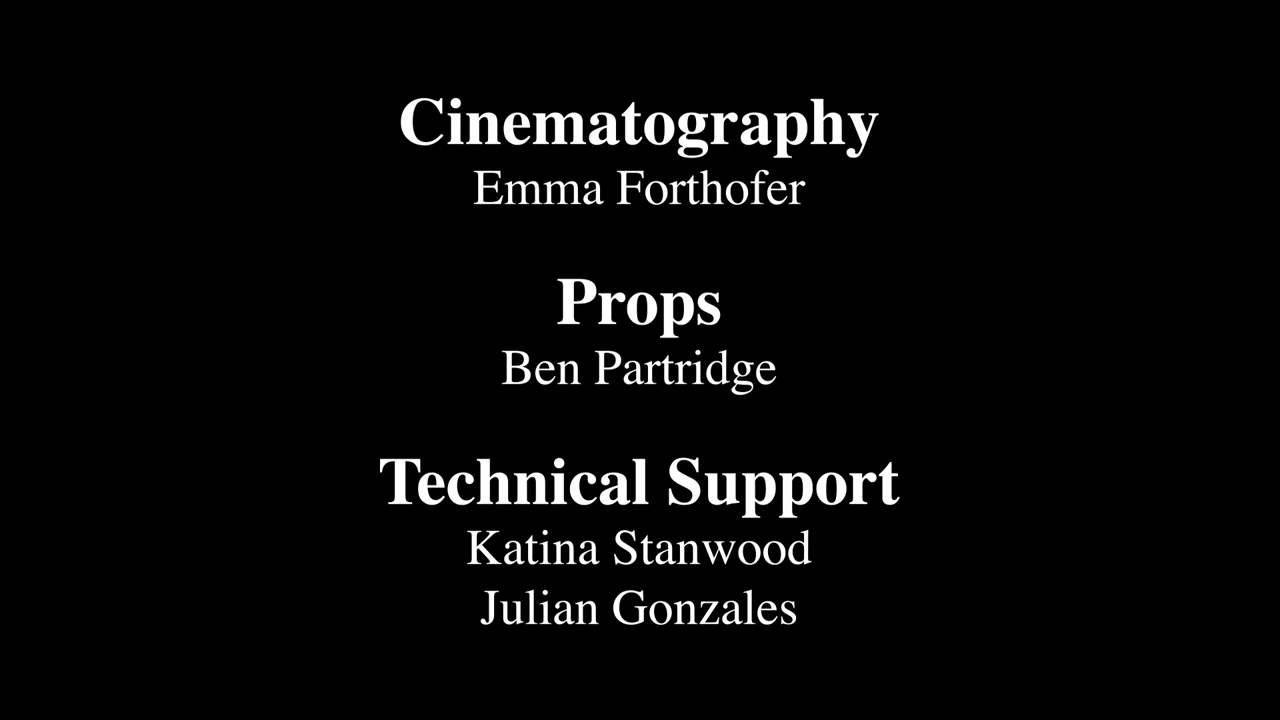 Cinematography
Emma Forthofer
Props
Ben Partridge
Technical Support
Katina Stanwood
Julian Gonzales